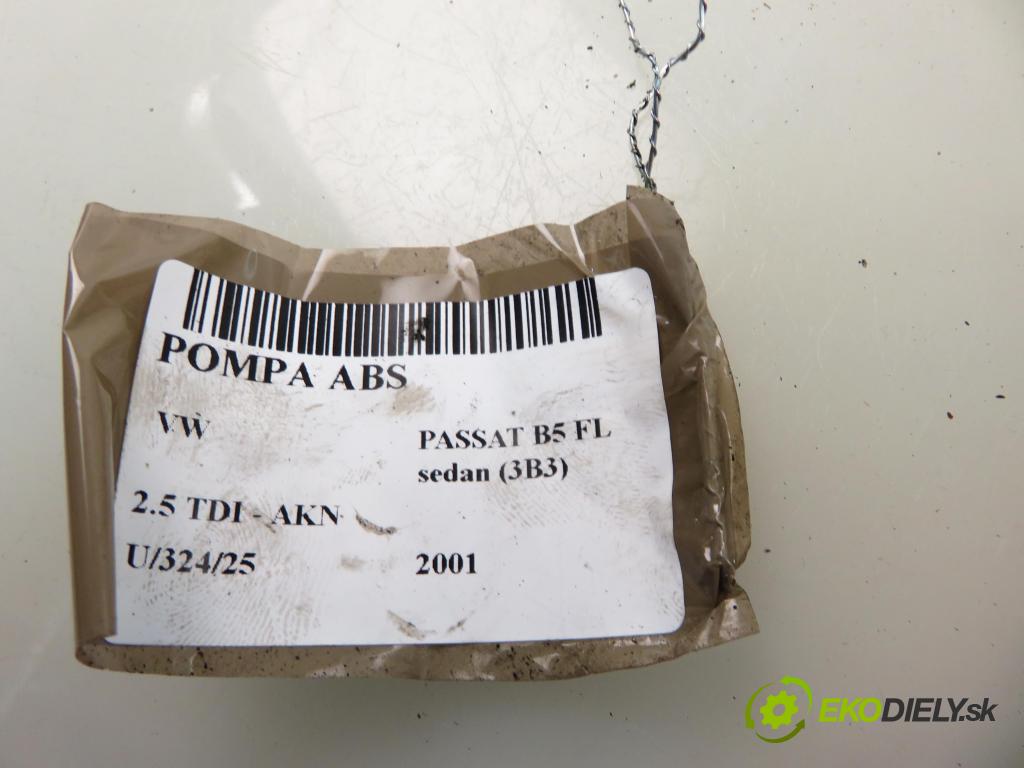 POMPA ABS
VW
PASSAT B5 FL
sedan (3B3)
2.5 TDI - AKN
U/324/25
2001
EKODIELY.sk